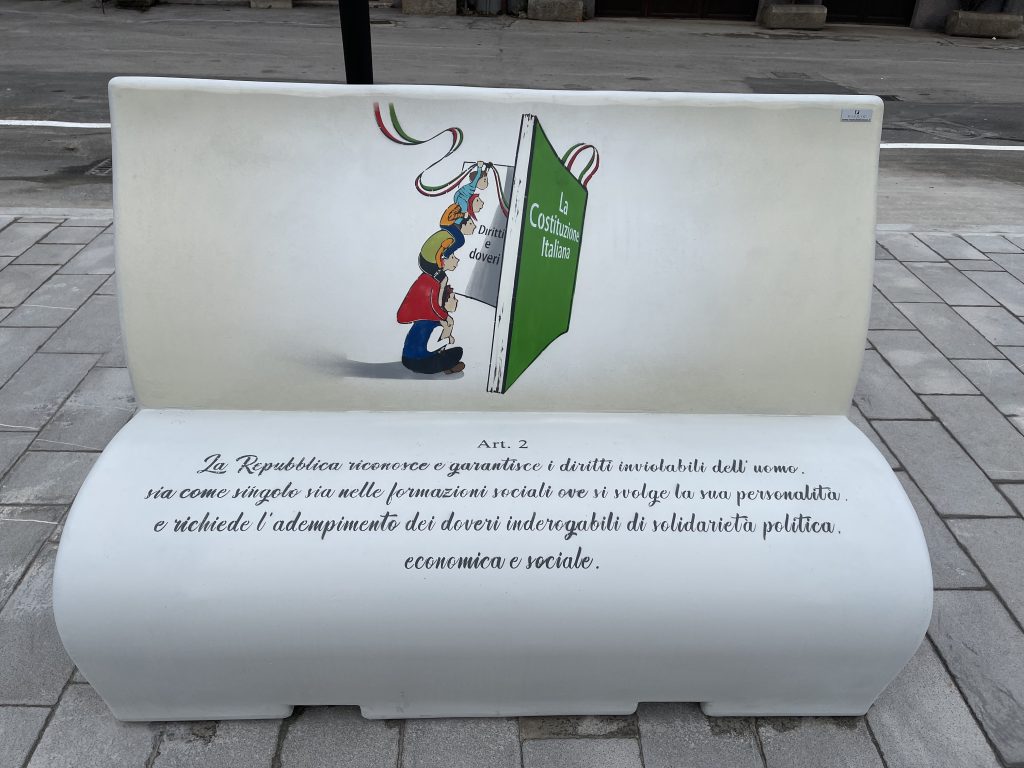 La
Costituzione
Italiana
Diritti
e
doveri
Art. 2
La Repubblica riconosce e garantisce i diritti inviolabili dell'uomo,
sia come singolo sia nelle formazioni sociali ove si svolge la sua personalità,
e richiede l'adempimento dei doveri inderogabili di solidarietà politica,
economica e sociale.